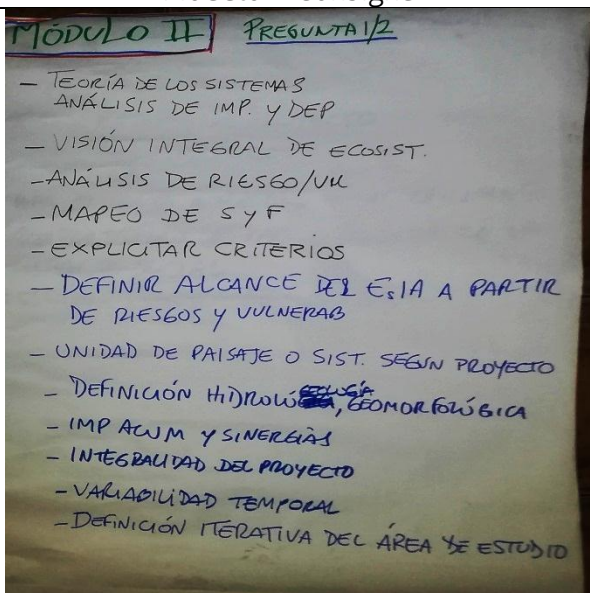 MÓDULO II PREGUNTA 1/2
- TEORÍA DE LOS SISTEMAS
ANÁLISIS DE IMP. Y DEP
- VISIÓN INTEGRAL DE ECOSIST.
- ANÁLISIS DE RIESGO/VUL
- MAPEO DE S y F
- EXPLICITAR CRITERIOS
- DEFINIR ALCANCE DEL EsIA A PARTIR
DE RIESGOS Y VULNERAB
- UNIDAD DE PAISAJE O SIST. SEGÚN PROYECTO
- DEFINICIÓN HIDROLÓGICA, GEOMORFOLÓGICA
- IMP ACUM Y SINERGIAS
- INTEGRALIDAD DEL PROYECTO
- VARIABILIDAD TEMPORAL
- DEFINICIÓN ITERATIVA DEL ÁREA DE ESTUDIO